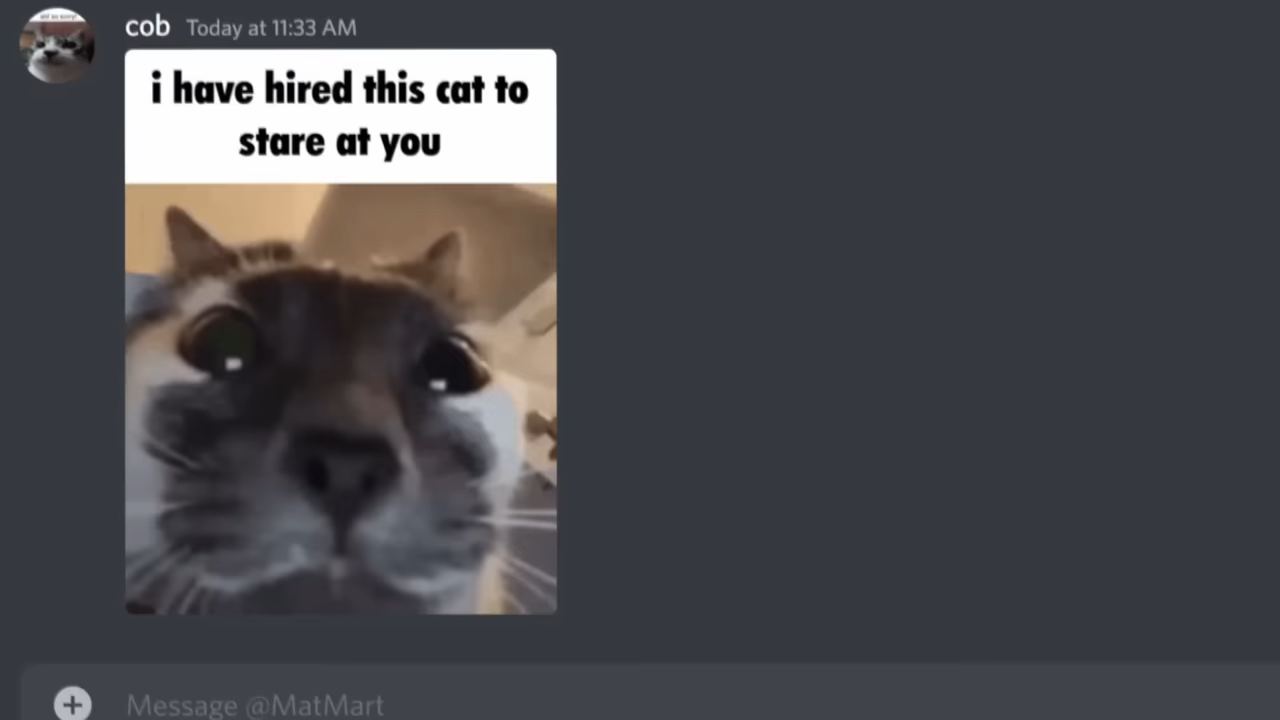 cob Today at 11:33 AM
i have hired this cat to
stare at you
Message @MatMart